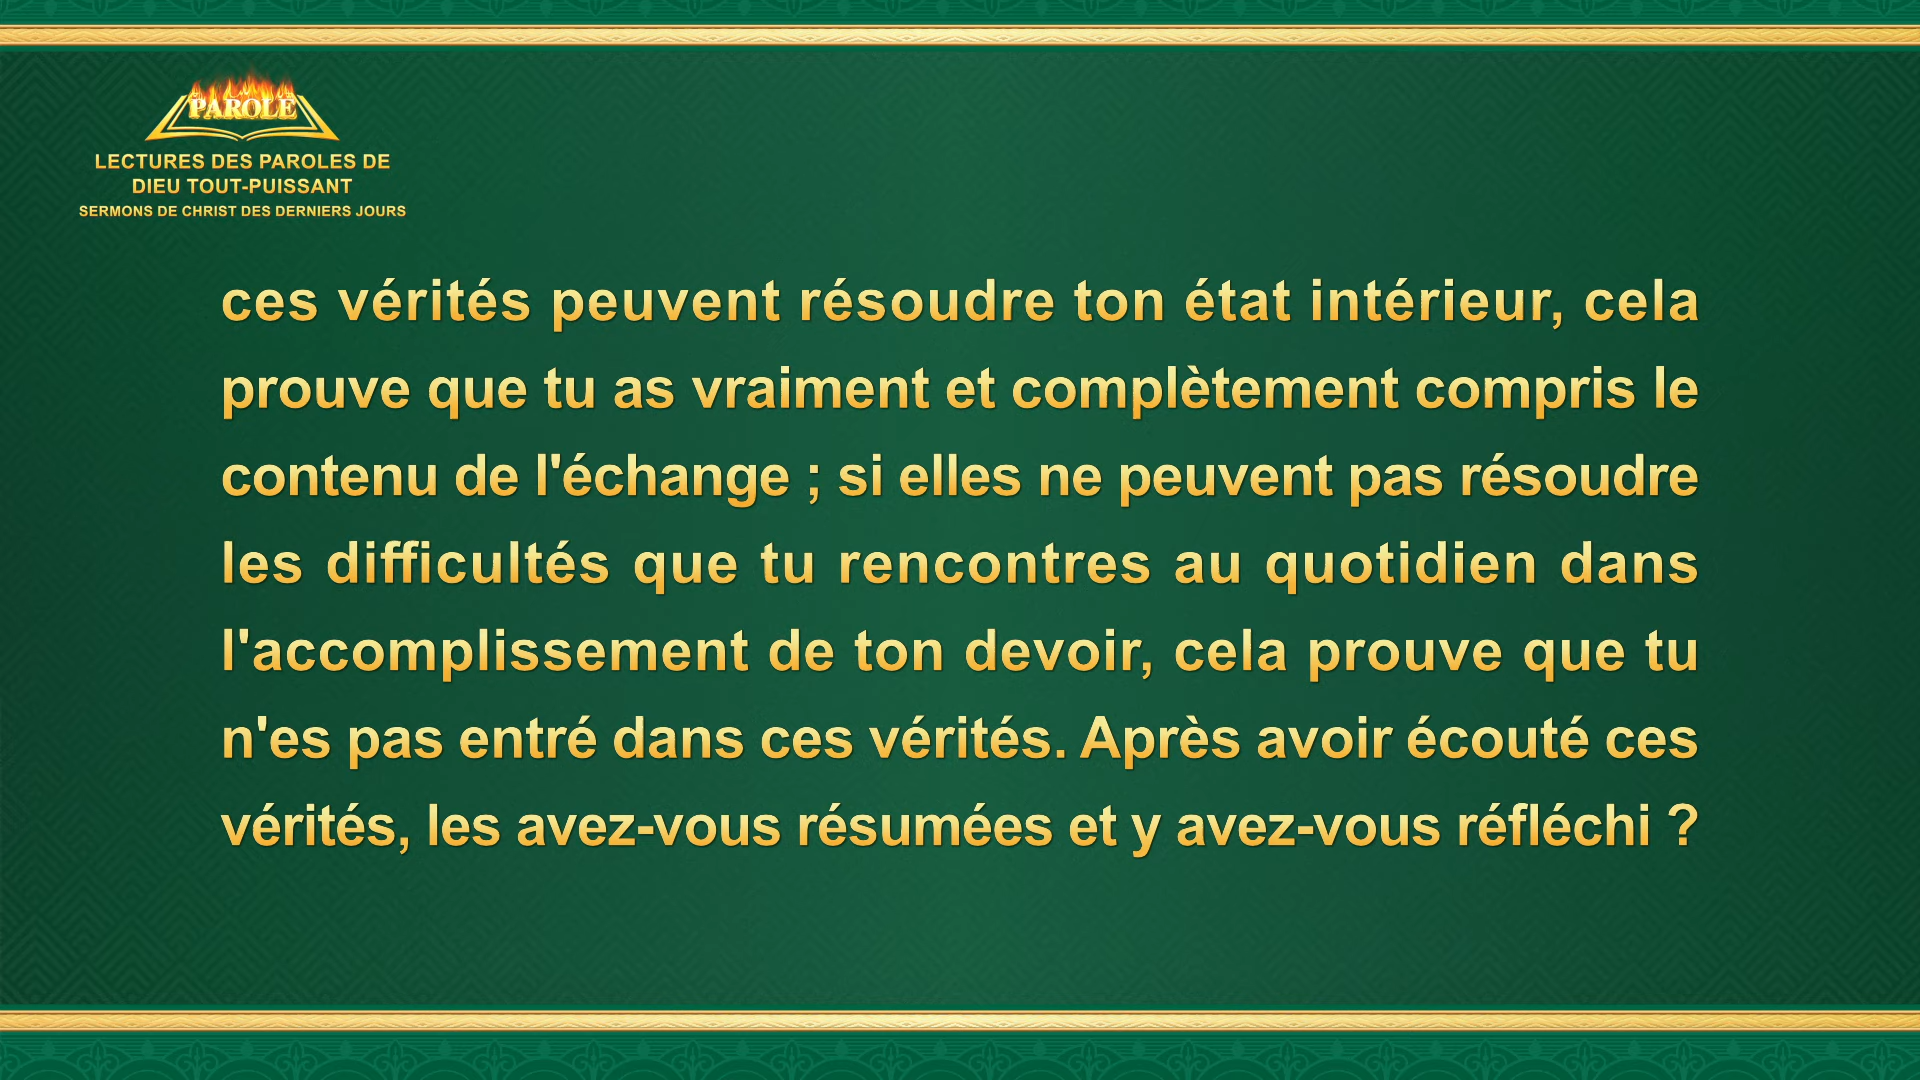 PAROLE
LECTURES DES PAROLES DE
DIEU TOUT-PUISSANT
SERMONS DE CHRIST DES DERNIERS JOURS
ces vérités peuvent résoudre ton état intérieur, cela
prouve que tu as vraiment et complètement compris le
contenu de l'échange ; si elles ne peuvent pas résoudre
les difficultés que tu rencontres au quotidien dans
l'accomplissement de ton devoir, cela prouve que tu
n'es pas entré dans ces vérités. Après avoir écouté ces
vérités, les avez-vous résumées et y avez-vous réfléchi ?